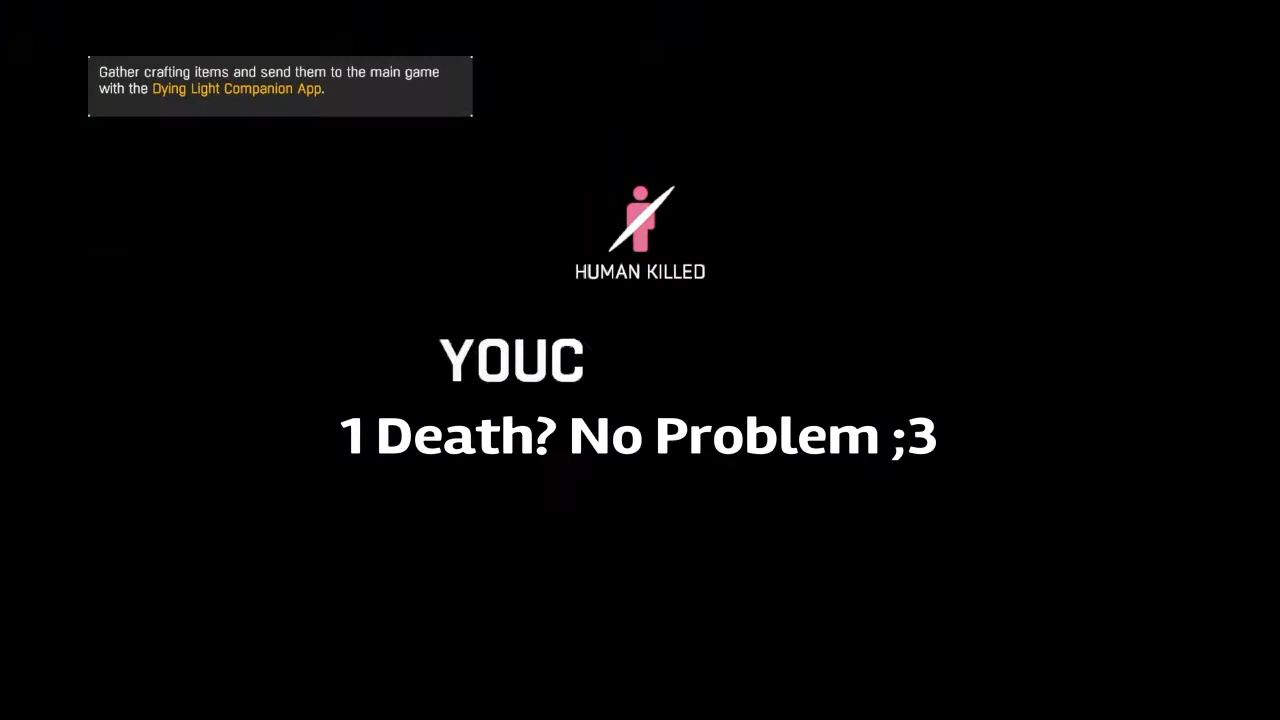 Gather crafting items and send them to the main game
with the Dying Light Companion App.
HUMAN KILLED
YOUC
1 Death? No Problem ;3